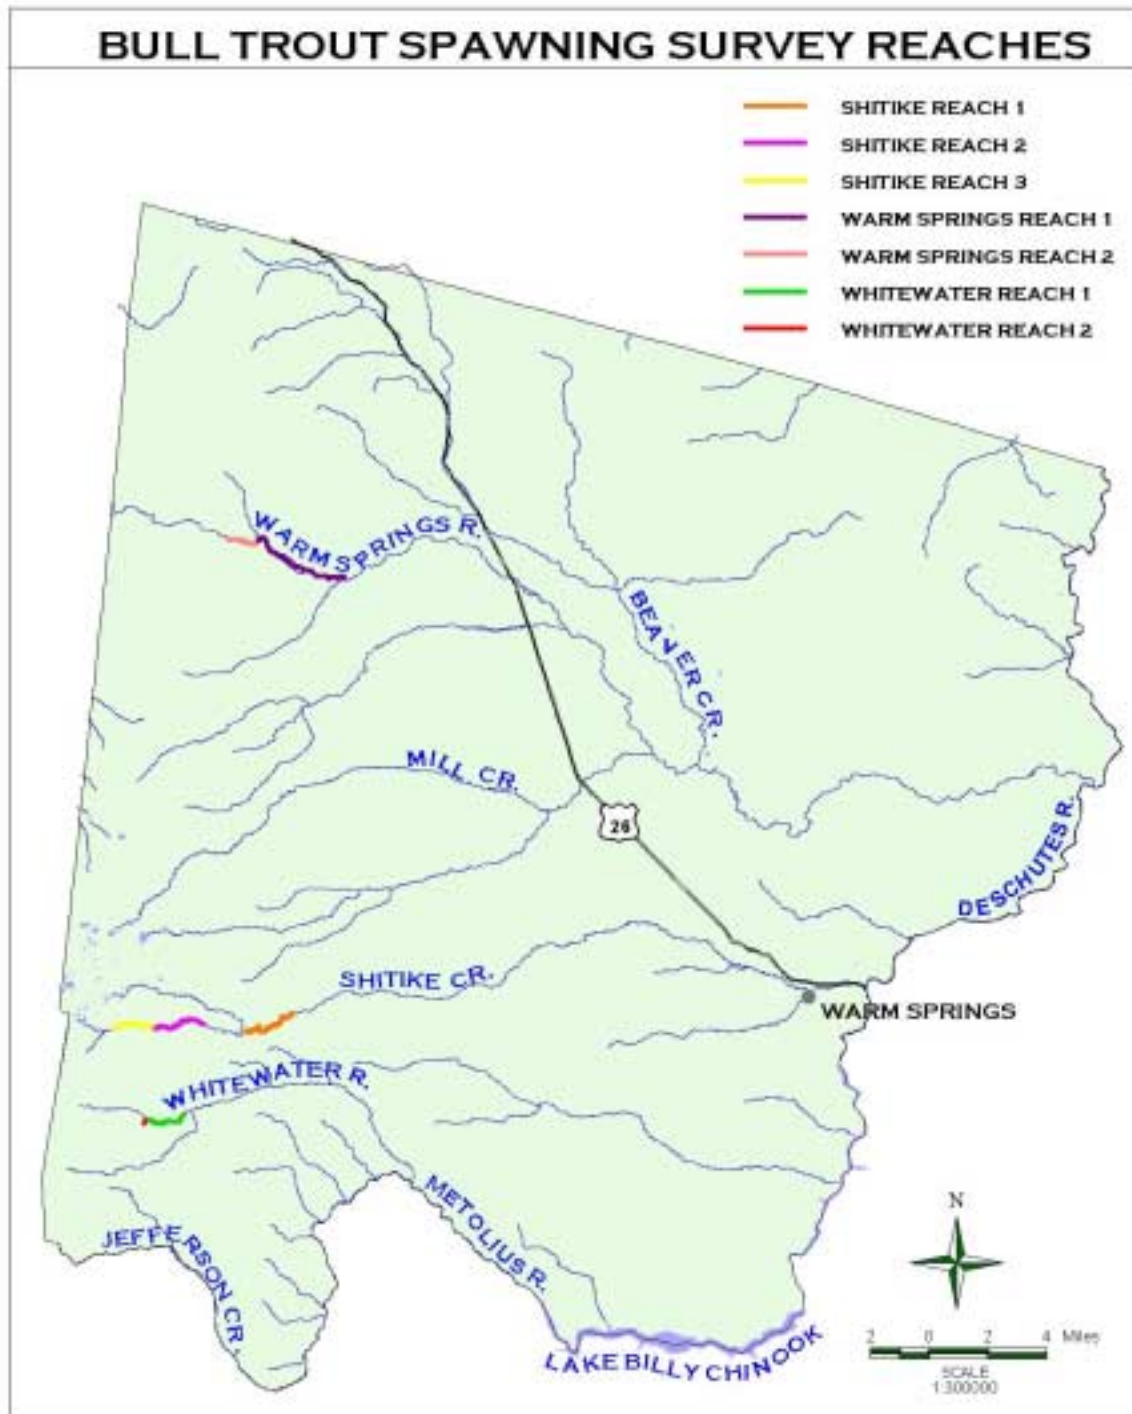 BULL TROUT SPAWNING SURVEY REACHES
SHITIKE REACH 1
SHITIKE REACH 2
SHITIKE REACH 3
WARM SPRINGS REACH 1
WARM SPRINGS REACH 2
WHITEWATER REACH 1
WHITEWATER REACH 2
WARM SPRINGS R.
BEAVER CR.
MILL CR.
26
DESCHUTES R.
SHITIKE CR.
WARM SPRINGS
WHITEWATER R.
METOLIUS R.
JEFFERSON CR.
LAKE BILLY CHINOOK
N
2 0 2 4 Miles
SCALE
1:300000